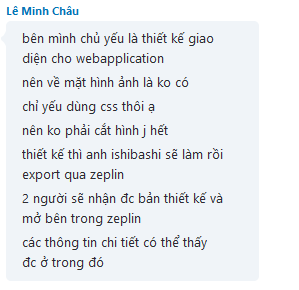 Lê Minh Châu
bên mình chủ yếu là thiết kế giao
diện cho webapplication
nên về mặt hình ảnh là ko có
chỉ yếu dùng css thôi ạ
nên ko phải cắt hình j hết
thiết kế thì anh ishibashi sẽ làm rồi
export qua zeplin
2 người sẽ nhận đc bản thiết kế và
mở bên trong zeplin
các thông tin chi tiết có thể thấy
đc ở trong đó